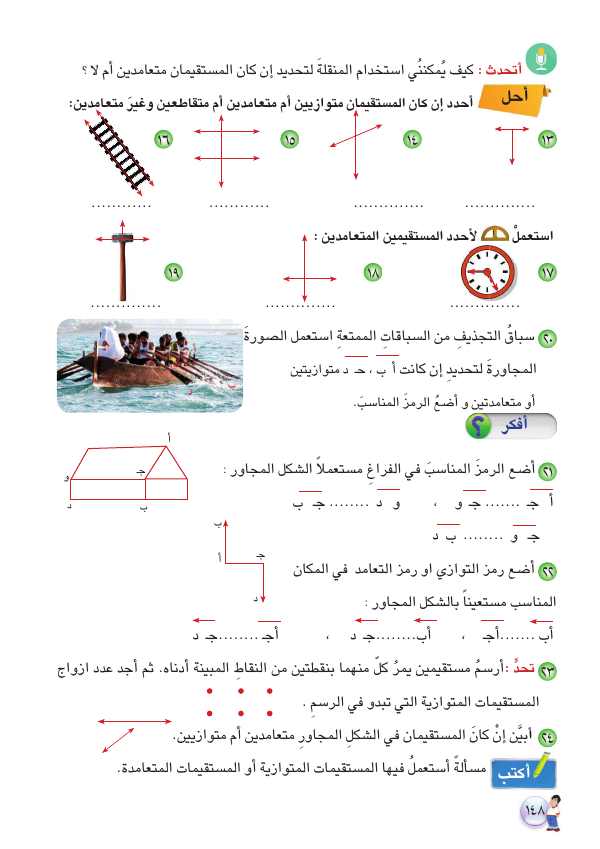 أتحدث : كيف يُمكننُي استخدام المنقلةَ لتحديد إن كان المستقيمان متعامدين أم لا ؟
أحل أحدد إن كان المستقيمان متوازيين أم متعامدين أم متقاطعين وغيرَ متعامدين:
١٣ ١٤ ١٥ ١٦
.............. .............. ............ ............
استعملُ لأحدد المستقيمين المتعامدين :
١٧ ١٨ ١٩
.............. .............. ..............
٢٠ سباقُ التجذيفِ من السباقاتِ الممتعةِ استعمل الصورةَ
المجاورةَ لتحديدِ إن كانت أ ب ، حـ د متوازيتين
أو متعامدتين و أضعُ الرمزَ المناسبَ.
أفكر ؟
أ
جـ
و
ب
د
٢١ أضع الرمزَ المناسبَ في الفراغِ مستعملاً الشكل المجاور :
أ جـ ....... جـ و ، و د ........ جـ ب
جـ و ........ ب د
ب
أ
جـ
د
٢٢ أضع رمز التوازي او رمز التعامد في المكان
المناسب مستعيناً بالشكل المجاور :
أب .......أجـ ، أب........جـ د ، أجـ ........جـ د
٢٣ تحدٍّ : أرسمُ مستقيمين يمرُ كلٌ منهما بنقطتين من النقاطِ المبينة أدناه. ثم أجد عدد ازواج
المستقيمات المتوازية التي تبدو في الرسمِ .
٢٤ أبيَّن إنْ كانَ المستقيمان في الشكلِ المجاورِ متعامدين أم متوازيين.
أكتب مسألةً أستعملُ فيها المستقيمات المتوازية أو المستقيمات المتعامدة.
١٤٨